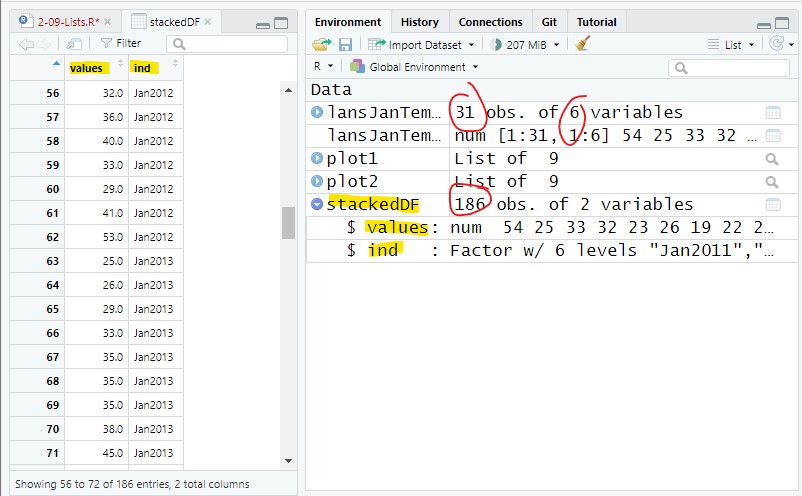 2-09-Lists.R* stackedDF
Filter
values ind
56 32.0 Jan2012
57 36.0 Jan2012
58 40.0 Jan2012
59 33.0 Jan2012
60 29.0 Jan2012
61 41.0 Jan2012
62 53.0 Jan2012
63 25.0 Jan2013
64 26.0 Jan2013
65 29.0 Jan2013
66 33.0 Jan2013
67 35.0 Jan2013
68 35.0 Jan2013
69 35.0 Jan2013
70 38.0 Jan2013
71 45.0 Jan2013
Showing 56 to 72 of 186 entries, 2 total columns
Environment History Connections Git Tutorial
Import Dataset 207 MiB List
R Global Environment
Data
lansJanTem… 31 obs. of 6 variables
lansJanTem… num [1:31, 1:6] 54 25 33 32 …
plot1 List of 9
plot2 List of 9
stackedDF 186 obs. of 2 variables
$ values: num 54 25 33 32 23 26 19 22 2…
$ ind : Factor w/ 6 levels "Jan2011","…